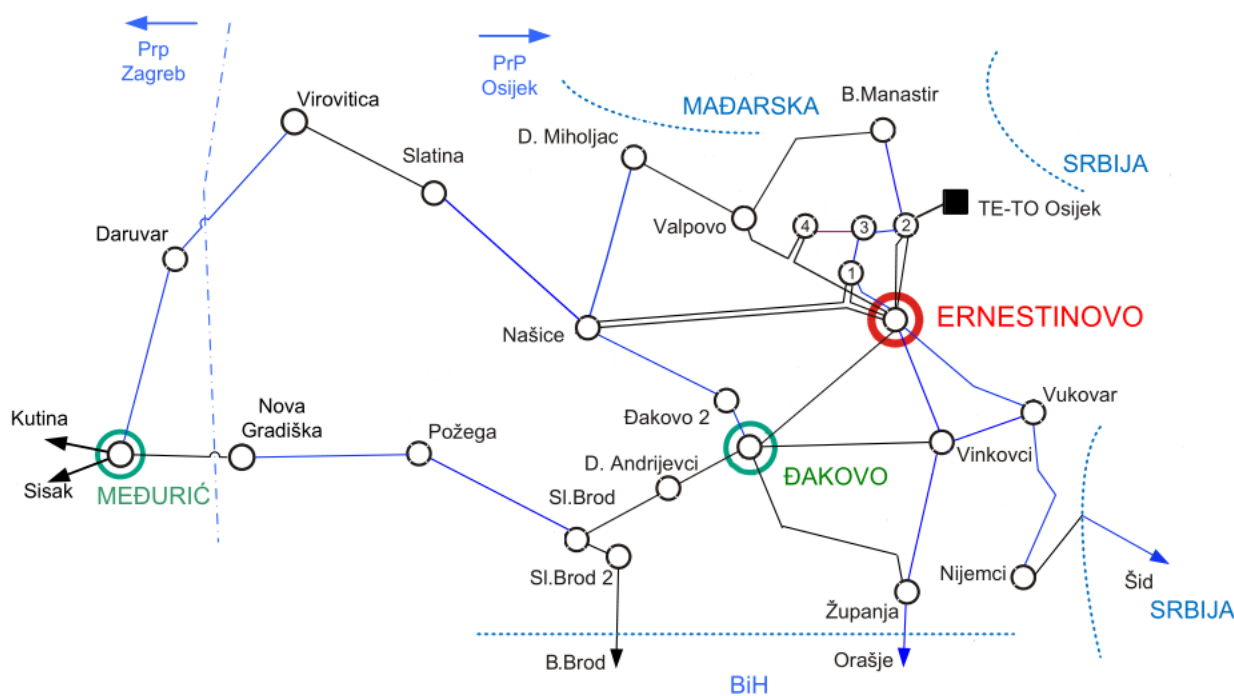 Prp
Zagreb
PrP
Osijek
MAĐARSKA
B.Manastir
Virovitica
D. Miholjac
Slatina
SRBIJA
TE-TO Osijek
Valpovo
4
3
2
Daruvar
1
ERNESTINOVO
Našice
Kutina
Nova
Gradiška
Požega
Đakovo 2
Vukovar
Sisak
MEĐURIĆ
D. Andrijevci
ĐAKOVO
Vinkovci
Sl.Brod
Sl.Brod 2
Nijemci
Šid
Županja
SRBIJA
B.Brod
Orašje
BiH